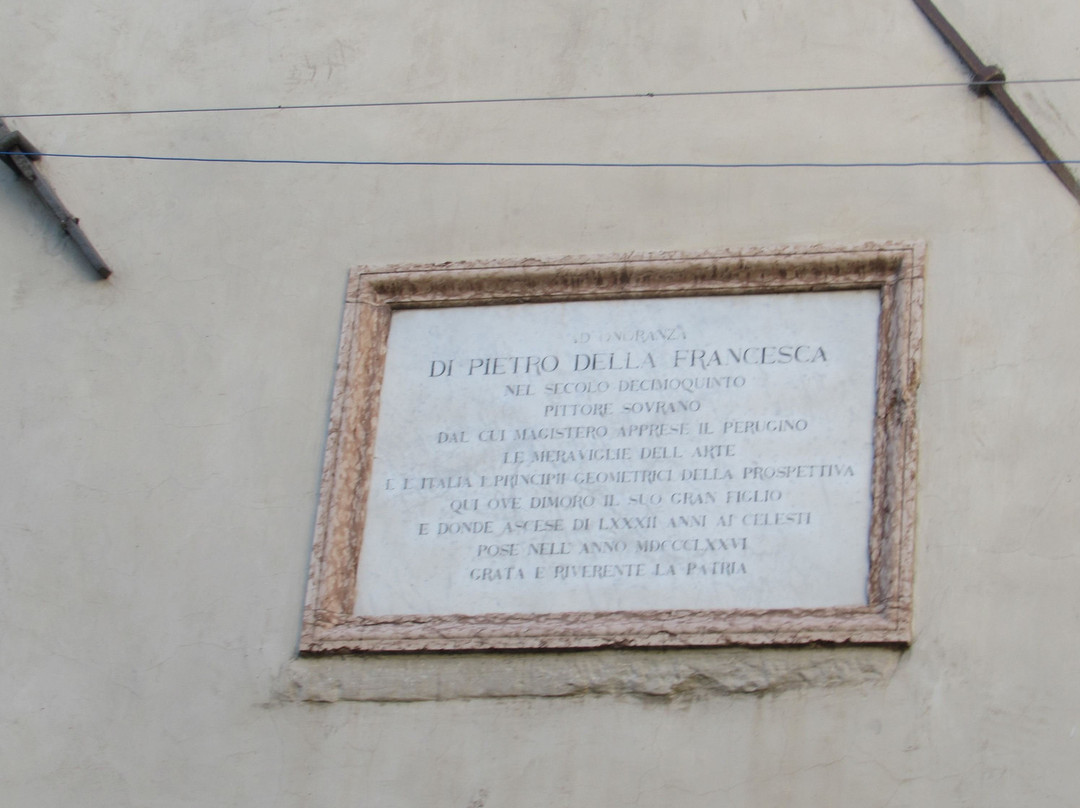 AD ONORANZA
DI PIETRO DELLA FRANCESCA
NEL SECOLO DECIMOQUINTO
PITTORE SOVRANO
DAL CUI MAGISTERO APPRESE IL PERUGINO
LE MERAVIGLIE DELL ARTE
E L ITALIA I PRINCIPII GEOMETRICI DELLA PROSPETTIVA
QUI OVE DIMORO IL SUO GRAN FIGLIO
E DONDE ASCESE DI LXXXII ANNI AI CELESTI
POSE NELL' ANNO MDCCCLXXVI
GRATA E RIVERENTE LA PATRIA